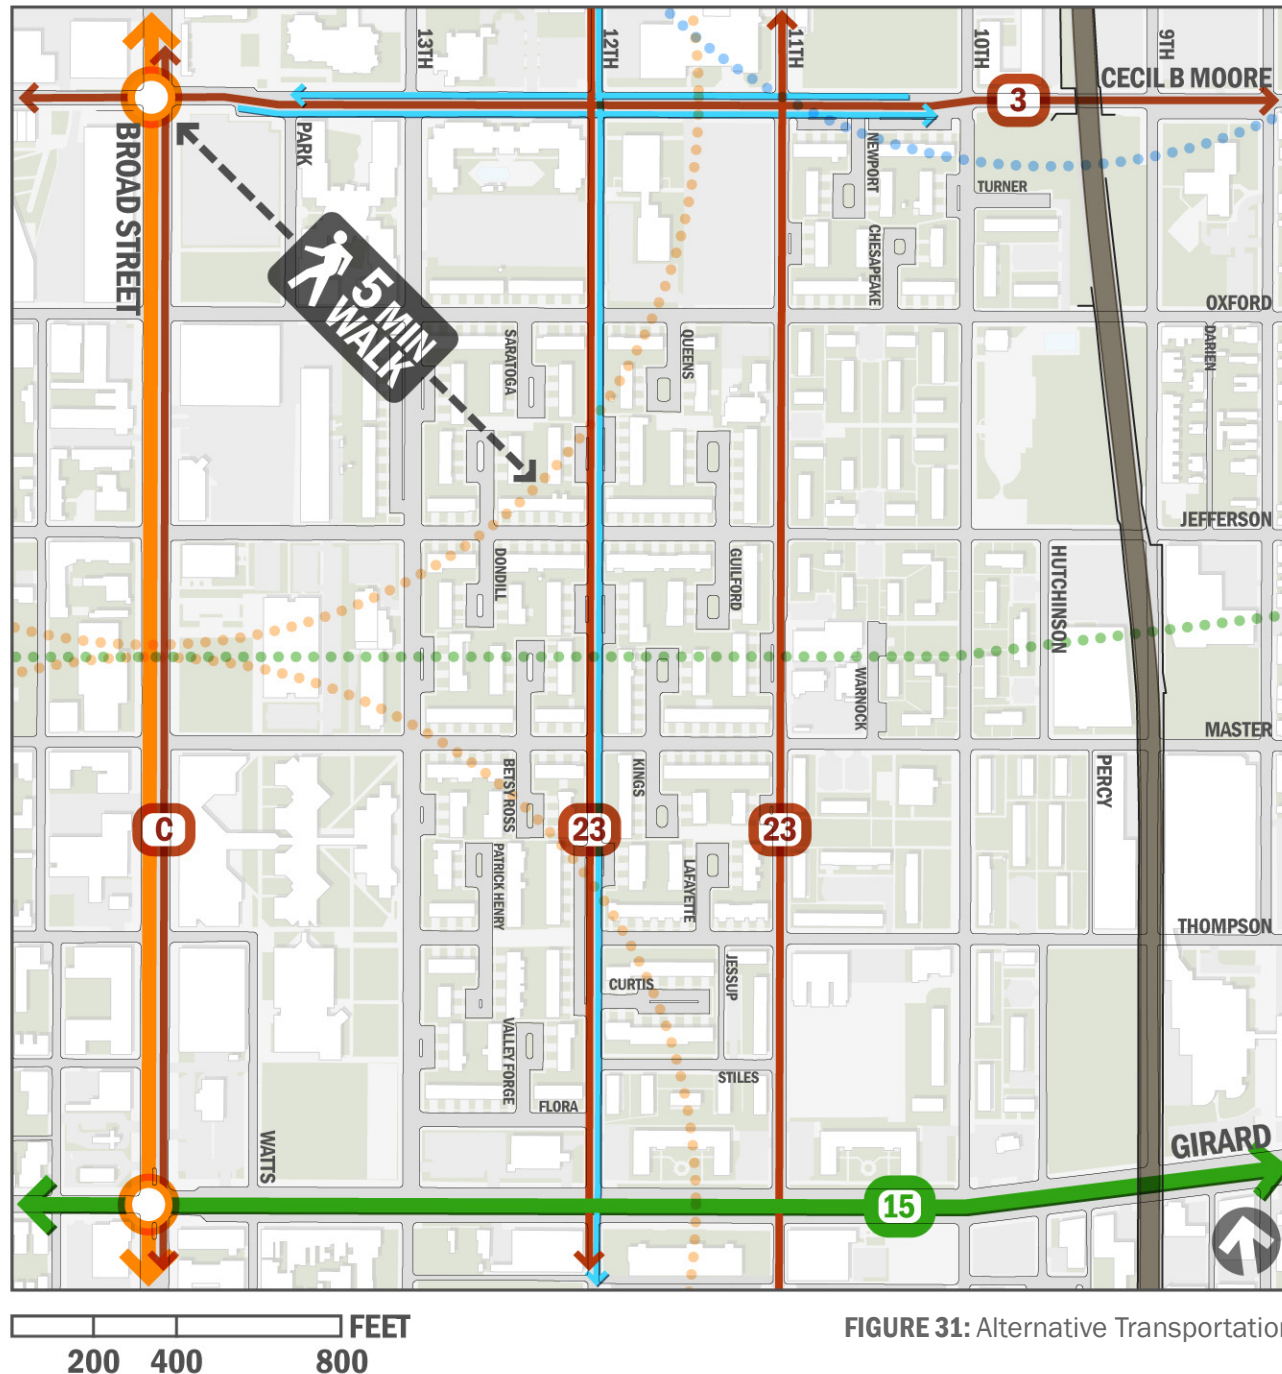 13TH
12TH
11TH
10TH
9TH
CECIL B MOORE
3
BROAD STREET
PARK
NEWPORT
TURNER
CHESAPEAKE
5 MIN
WALK
OXFORD
SARATOGA
QUEENS
DARIEN
JEFFERSON
DONDILL
GUILFORD
HUTCHINSON
WARNOCK
MASTER
BETSY ROSS
KINGS
PERCY
C
23
23
PATRICK HENRY
LAFAYETTE
THOMPSON
CURTIS
JESSUP
VALLEY FORGE
STILES
FLORA
WATTS
GIRARD
15
FEET
200 400 800
FIGURE 31: Alternative Transportation